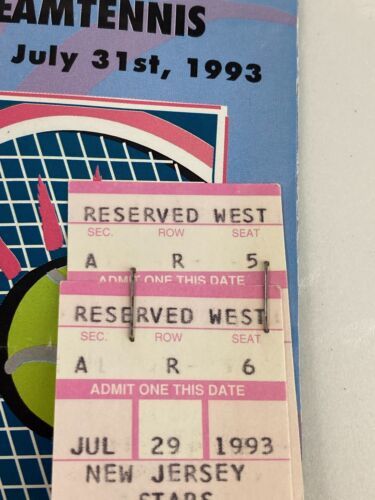 EAMTENNIS
July 31st, 1993
RESERVED WEST
SEC. ROW SEAT
A R 5
ADMIT ONE THIS DATE
RESERVED WEST
SEC. ROW SEAT
A R 6
ADMIT ONE THIS DATE
JUL 29 1993
NEW JERSEY
STARS